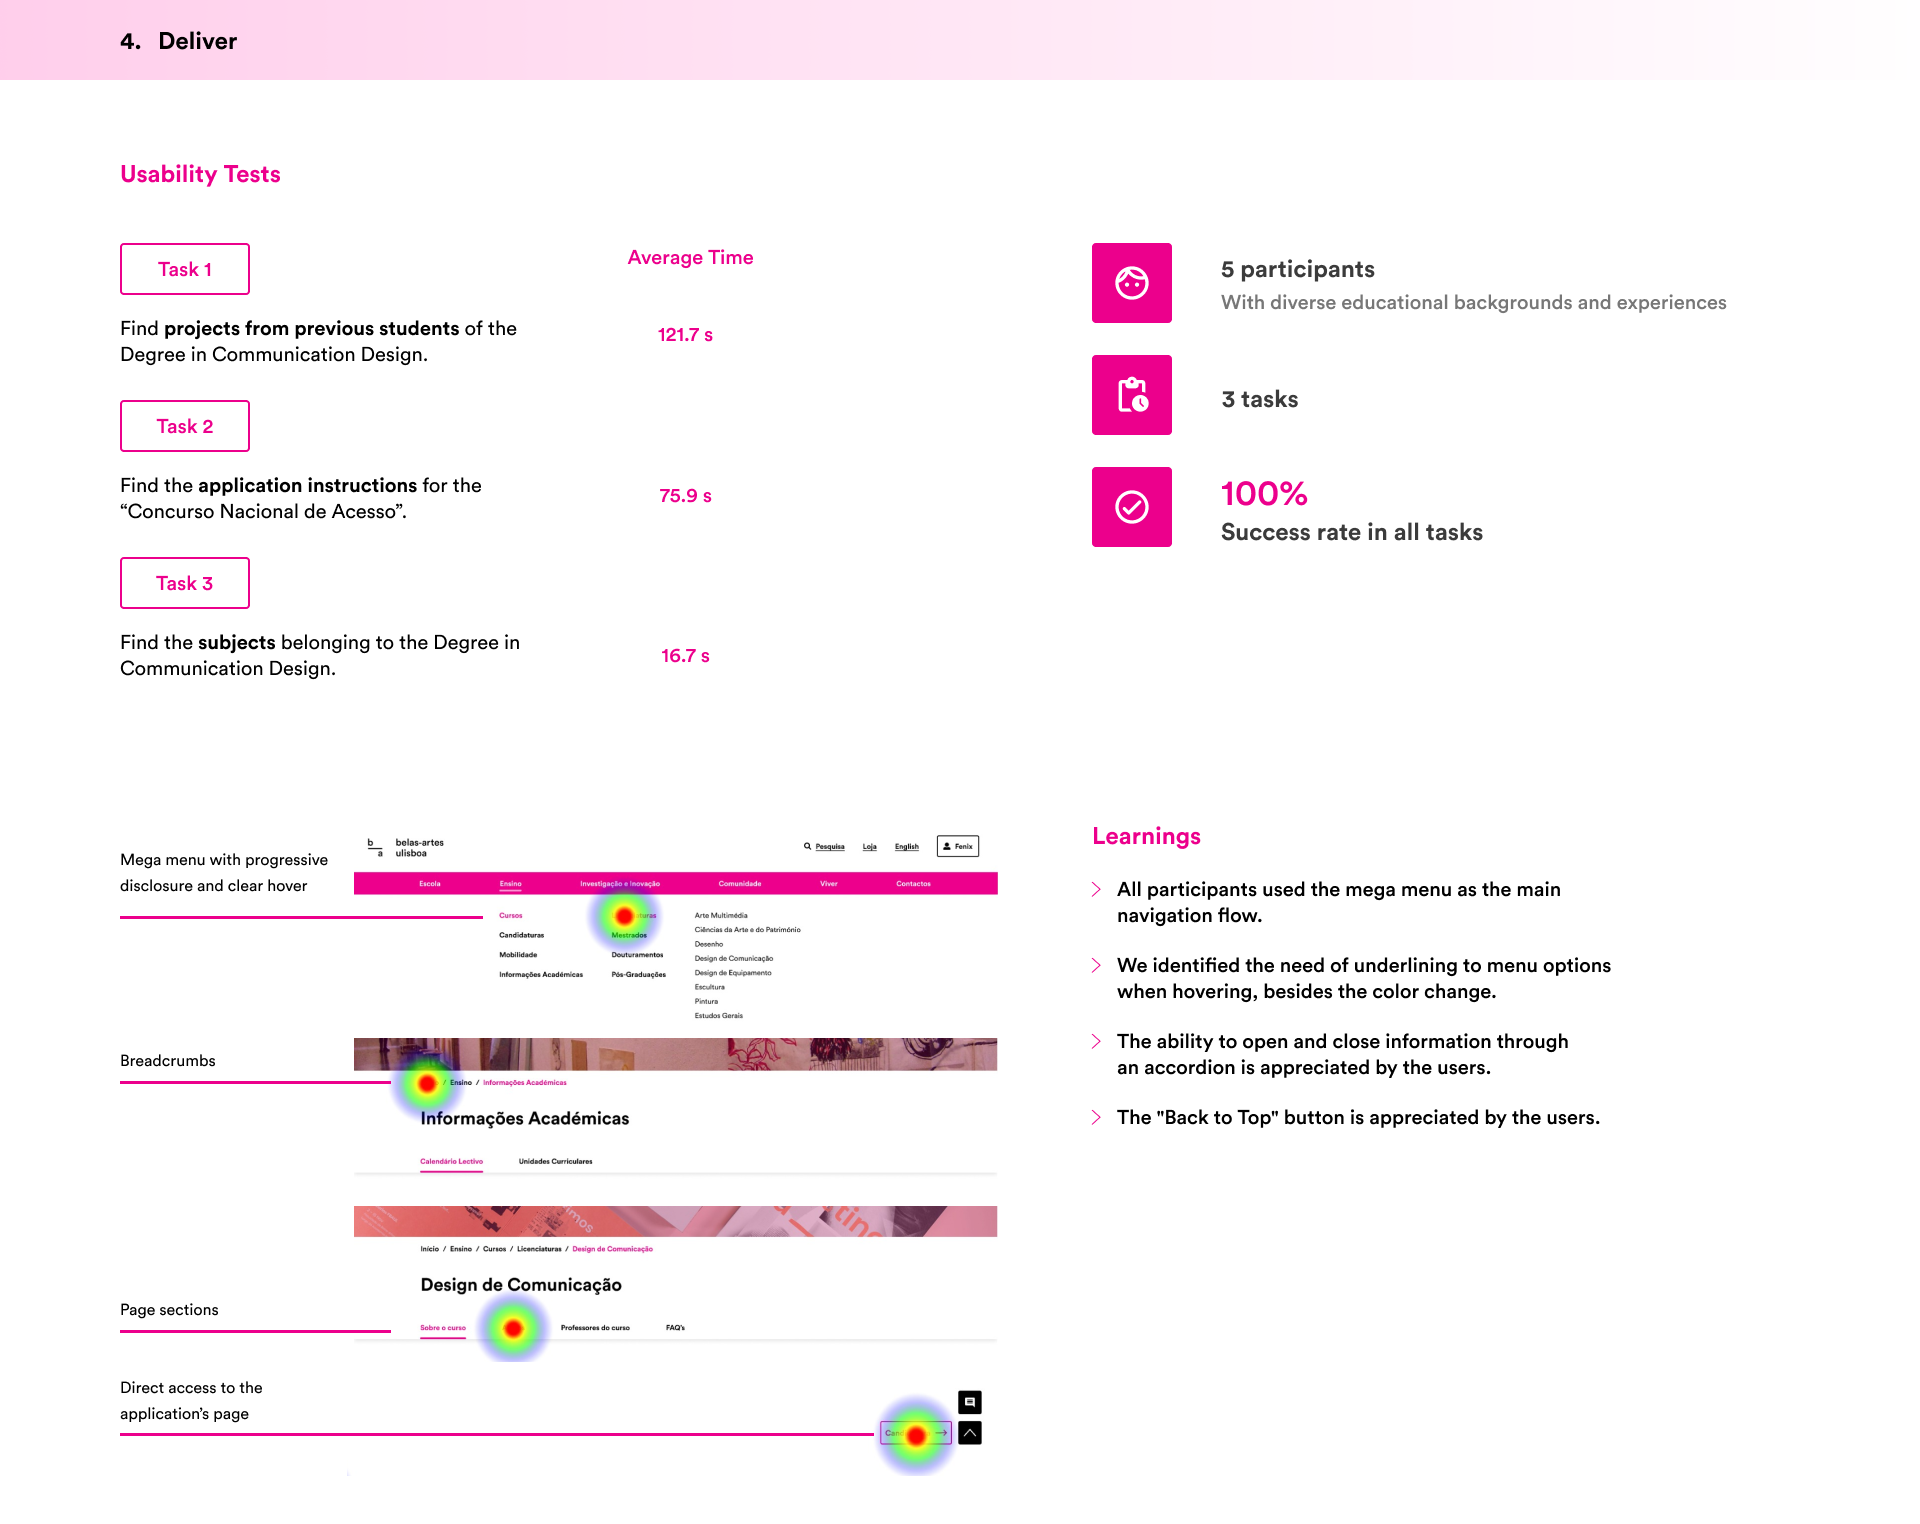 4. Deliver
Usability Tests
Task 1
Average Time
Find projects from previous students of the
Degree in Communication Design.
121.7 s
Task 2
Find the application instructions for the
“Concurso Nacional de Acesso”.
75.9 s
Task 3
Find the subjects belonging to the Degree in
Communication Design.
16.7 s
5 participants
With diverse educational backgrounds and experiences
3 tasks
100%
Success rate in all tasks
Mega menu with progressive
disclosure and clear hover
b
a
belas-artes
ulisboa
Pesquisa Loja English Fenix
Escola Ensino Investigação e Inovação Comunidade Viver Contactos
Cursos
Candidaturas
Mobilidade
Informações Académicas
Mestrados
Douturamentos
Pós-Graduações
Arte Multimédia
Ciências da Arte e do Património
Desenho
Design de Comunicação
Design de Equipamento
Escultura
Pintura
Estudos Gerais
Breadcrumbs
/ Ensino / Informações Académicas
Informações Académicas
Calendário Lectivo Unidades Curriculares
Início / Ensino / Cursos / Licenciaturas / Design de Comunicação
Design de Comunicação
Page sections
Sobre o curso Professores do curso FAQ's
Direct access to the
application’s page
Learnings
All participants used the mega menu as the main
navigation flow.
We identified the need of underlining to menu options
when hovering, besides the color change.
The ability to open and close information through
an accordion is appreciated by the users.
The "Back to Top" button is appreciated by the users.